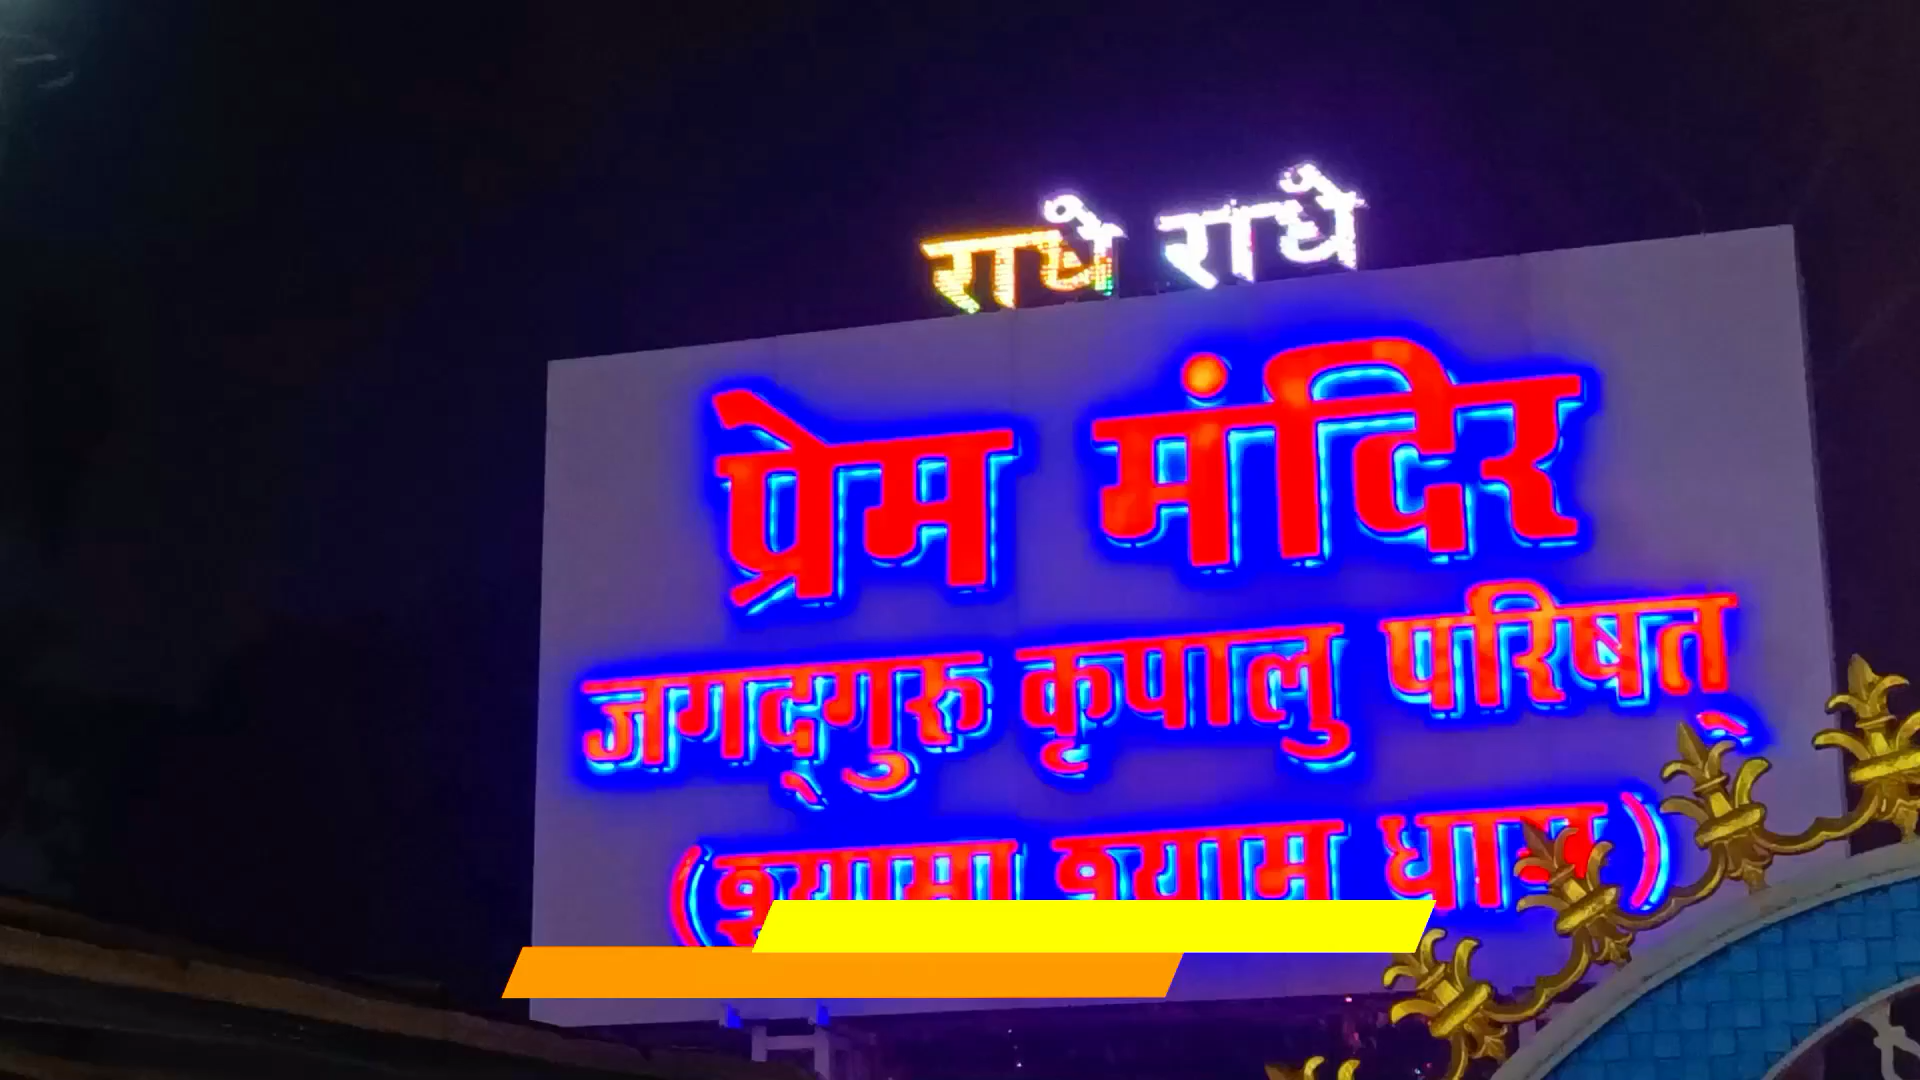 राधे राधे
प्रेम मंदिर
जगद्गुरु कृपालु परिषत्
(श्यामा श्याम धाम)